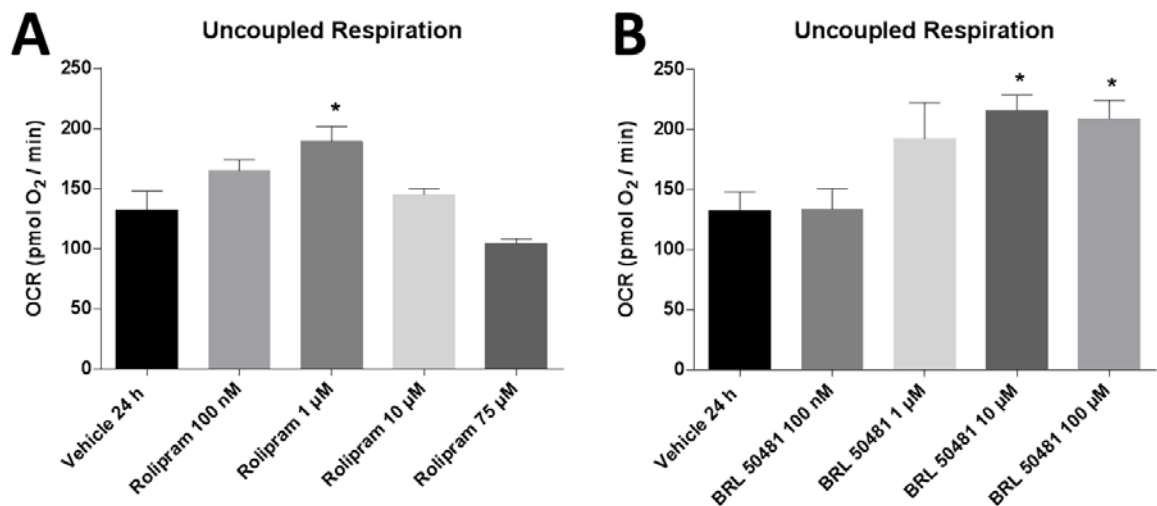 A
Uncoupled Respiration
OCR (pmol O₂ / min)
250
200
150
100
50
0
*
Vehicle 24 h
Rolipram 100 nM
Rolipram 1 µM
Rolipram 10 µM
Rolipram 75 µM
B
Uncoupled Respiration
OCR (pmol O₂ / min)
250
200
150
100
50
0
*
*
Vehicle 24 h
BRL 50481 100 nM
BRL 50481 1 µM
BRL 50481 10 µM
BRL 50481 100 µM